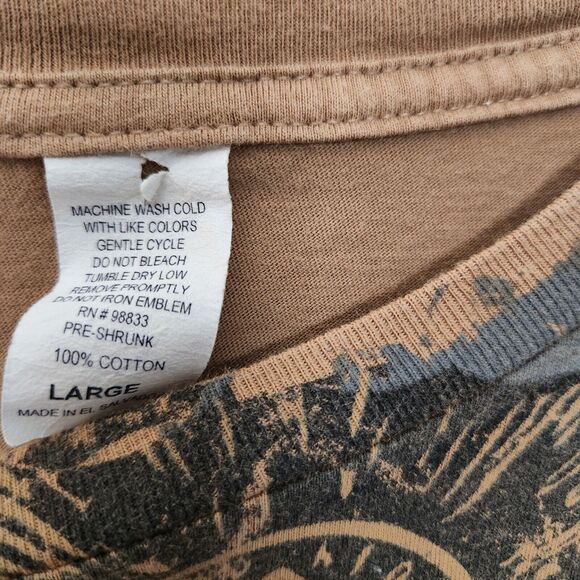 MACHINE WASH COLD
WITH LIKE COLORS
GENTLE CYCLE
DO NOT BLEACH
TUMBLE DRY LOW
REMOVE PROMPTLY
DO NOT IRON EMBLEM
RN # 98833
PRE-SHRUNK
100% COTTON
LARGE
MADE IN EL